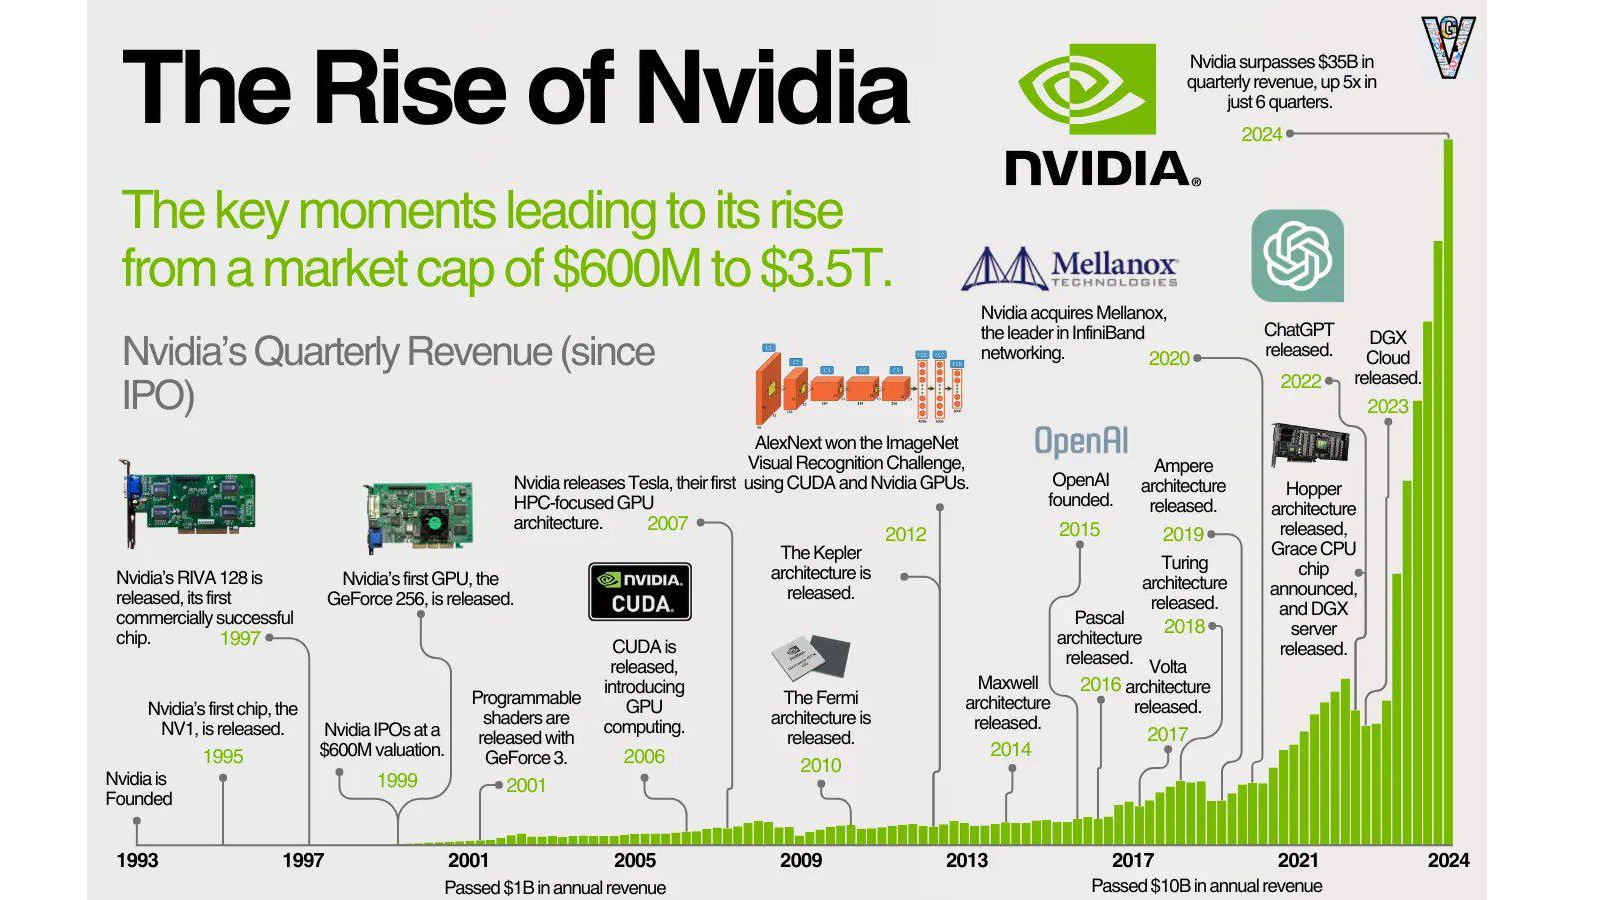 The Rise of Nvidia
The key moments leading to its rise
from a market cap of $600M to $3.5T.
Nvidia's Quarterly Revenue (since
IPO)
NVIDIA®
Nvidia surpasses $35B in
quarterly revenue, up 5x in
just 6 quarters.
2024
Nvidia is
Founded
Nvidia's first chip, the
NV1, is released.
1995
Nvidia's RIVA 128 is
released, its first
commercially successful
chip.
1997
Nvidia IPOs at a
$600M valuation.
1999
Nvidia's first GPU, the
GeForce 256, is released.
Programmable
shaders are
released with
GeForce 3.
2001
NVIDIA.
CUDA.
CUDA is
released,
introducing
GPU
computing.
2006
Nvidia releases Tesla, their first
HPC-focused GPU
architecture.
2007
The Fermi
architecture is
released.
2010
The Kepler
architecture is
released.
AlexNext won the ImageNet
Visual Recognition Challenge,
using CUDA and Nvidia GPUs.
2012
Maxwell
architecture
released.
2014
OpenAI
OpenAI
founded.
2015
Pascal
architecture
released.
2016
Volta
architecture
released.
2017
Turing
architecture
released.
2018
Ampere
architecture
released.
2019
Mellanox
TECHNOLOGIES
Nvidia acquires Mellanox,
the leader in InfiniBand
networking.
2020
ChatGPT
released.
2022
Hopper
architecture
released,
Grace CPU
chip
announced,
and DGX
server
released.
DGX
Cloud
released.
2023
1993
1997
2001
2005
2009
2013
2017
2021
2024
Passed $1B in annual revenue
Passed $10B in annual revenue